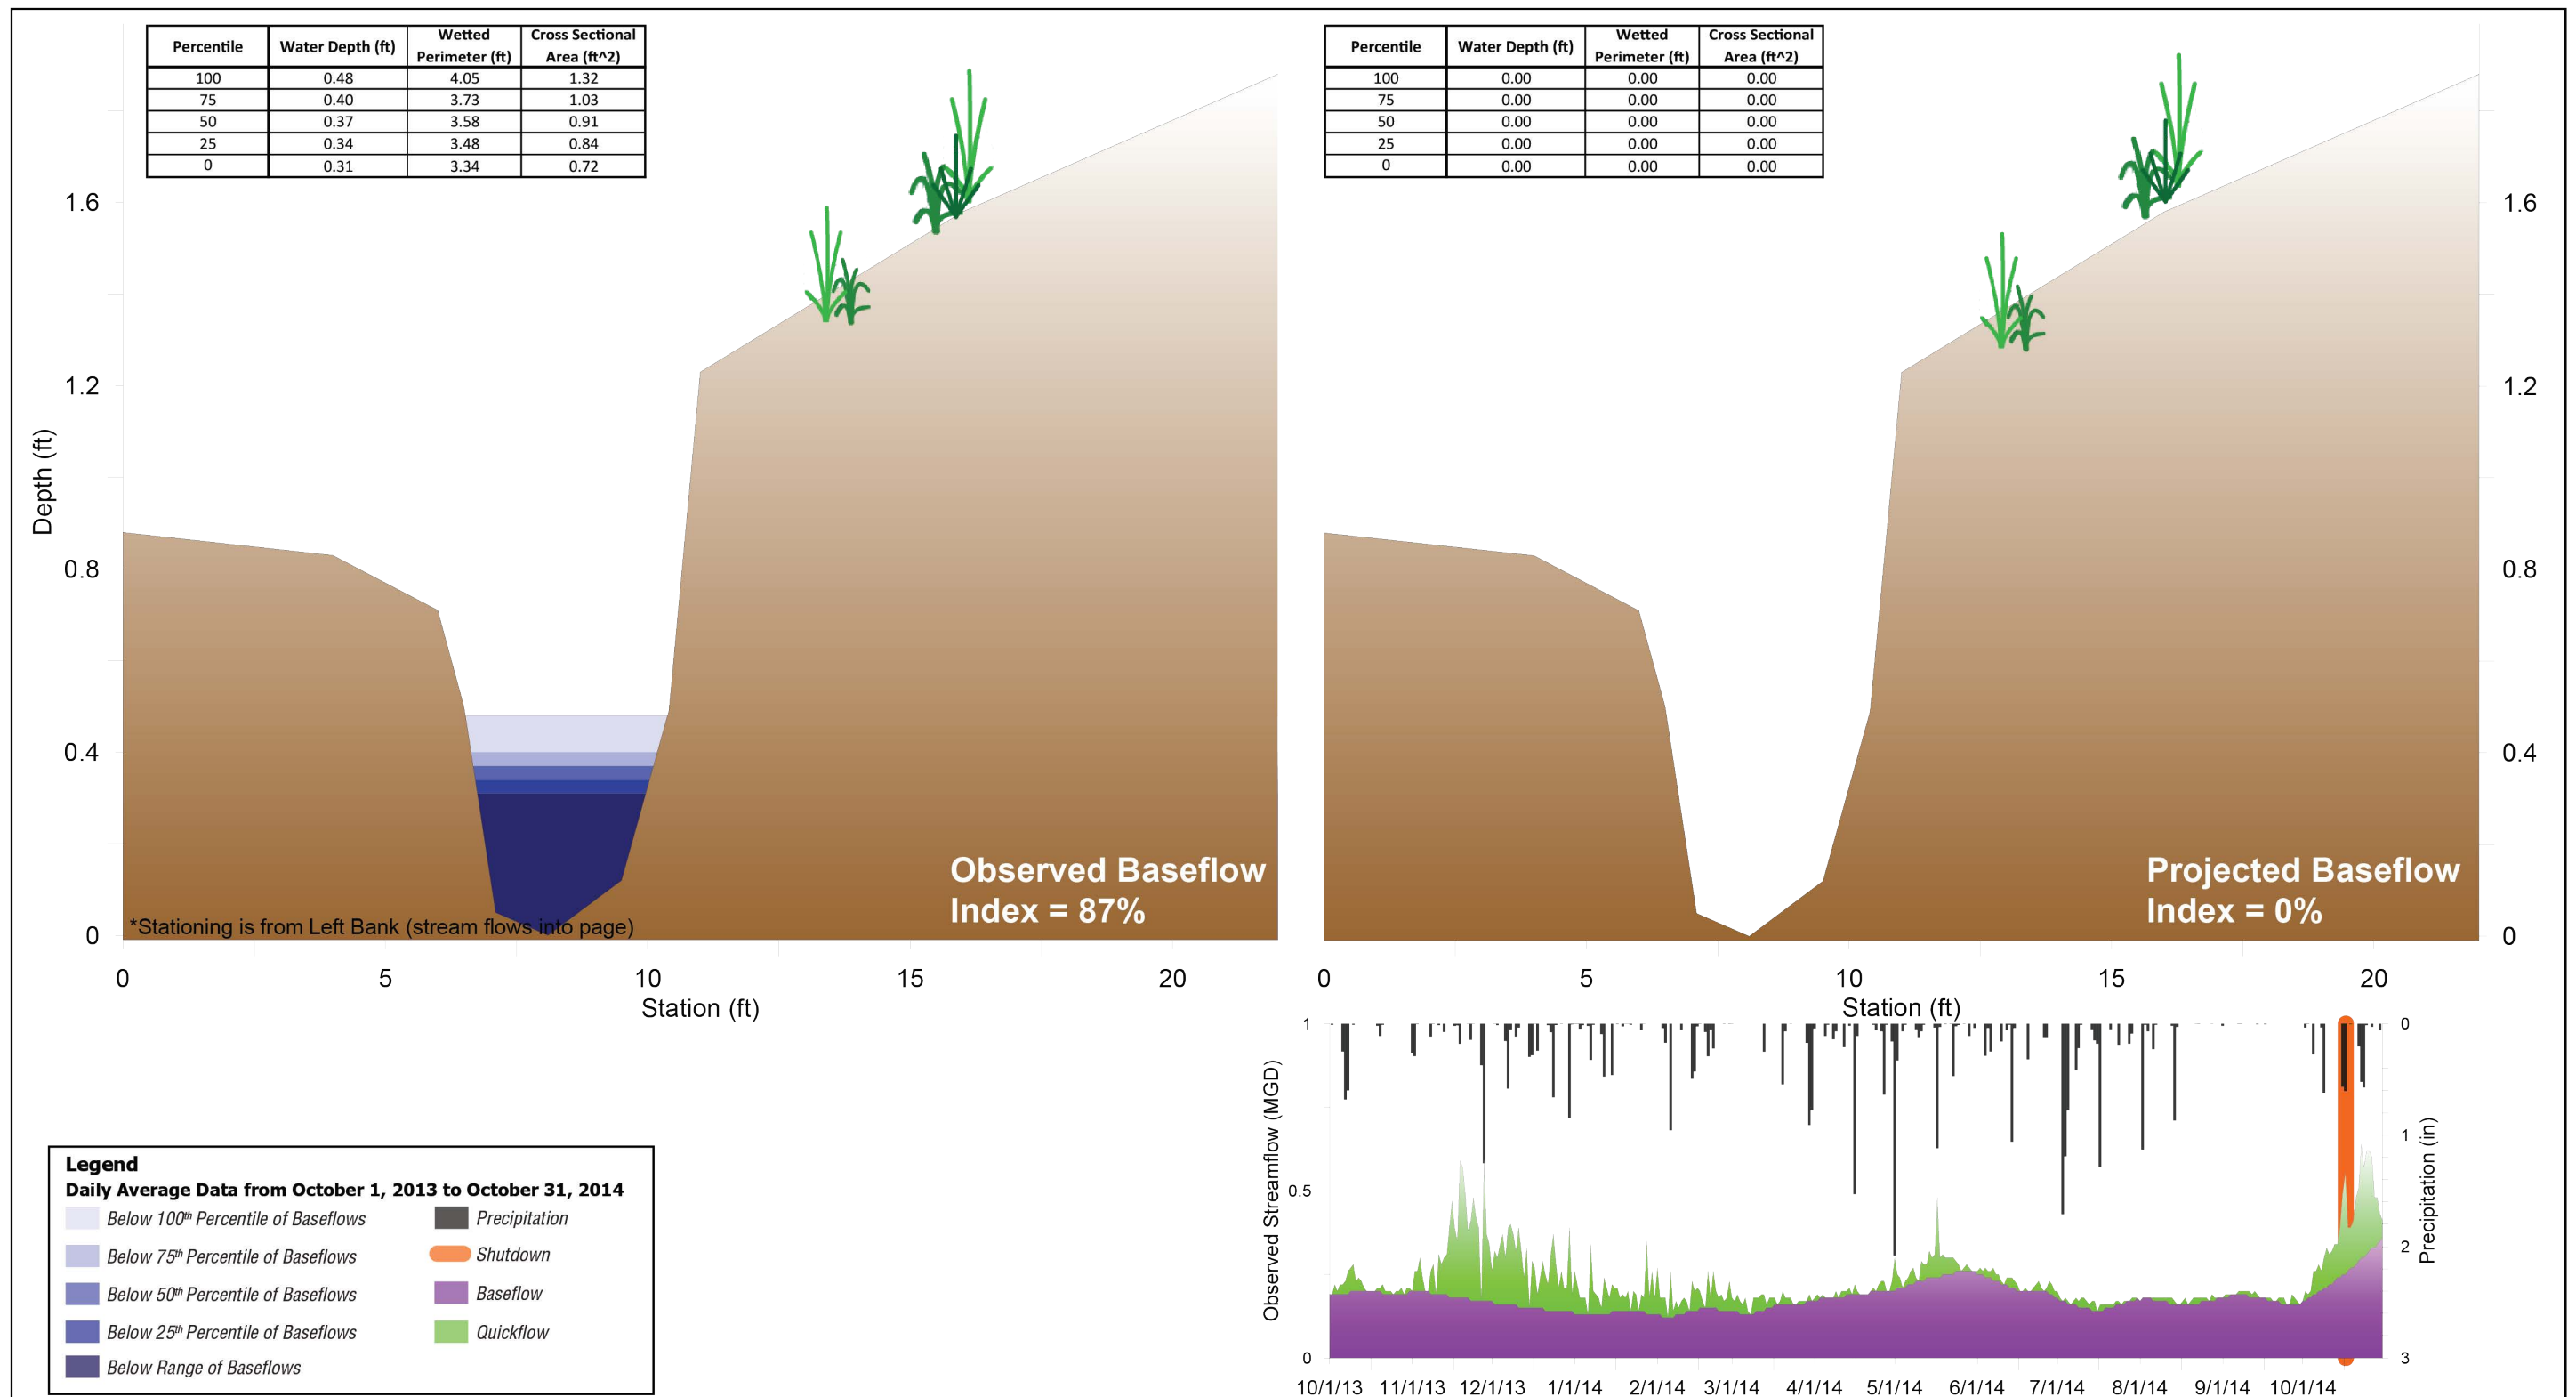 Percentile Water Depth (ft) Wetted Perimeter (ft) Cross Sectional Area (ft^2)
100 0.48 4.05 1.32
75 0.40 3.73 1.03
50 0.37 3.58 0.91
25 0.34 3.48 0.84
0 0.31 3.34 0.72
Percentile Water Depth (ft) Wetted Perimeter (ft) Cross Sectional Area (ft^2)
100 0.00 0.00 0.00
75 0.00 0.00 0.00
50 0.00 0.00 0.00
25 0.00 0.00 0.00
0 0.00 0.00 0.00
Depth (ft)
1.6
1.2
0.8
0.4
0
1.6
1.2
0.8
0.4
0
Observed Baseflow
Index = 87%
*Stationing is from Left Bank (stream flows into page)
0 5 10 15 20
Station (ft)
Projected Baseflow
Index = 0%
0 5 10 15 20
Station (ft)
Legend
Daily Average Data from October 1, 2013 to October 31, 2014
Below 100th Percentile of Baseflows
Below 75th Percentile of Baseflows
Below 50th Percentile of Baseflows
Below 25th Percentile of Baseflows
Below Range of Baseflows
Precipitation
Shutdown
Baseflow
Quickflow
Observed Streamflow (MGD)
1
0.5
0
0
1
2
3
Precipitation (in)
10/1/13 11/1/13 12/1/13 1/1/14 2/1/14 3/1/14 4/1/14 5/1/14 6/1/14 7/1/14 8/1/14 9/1/14 10/1/14